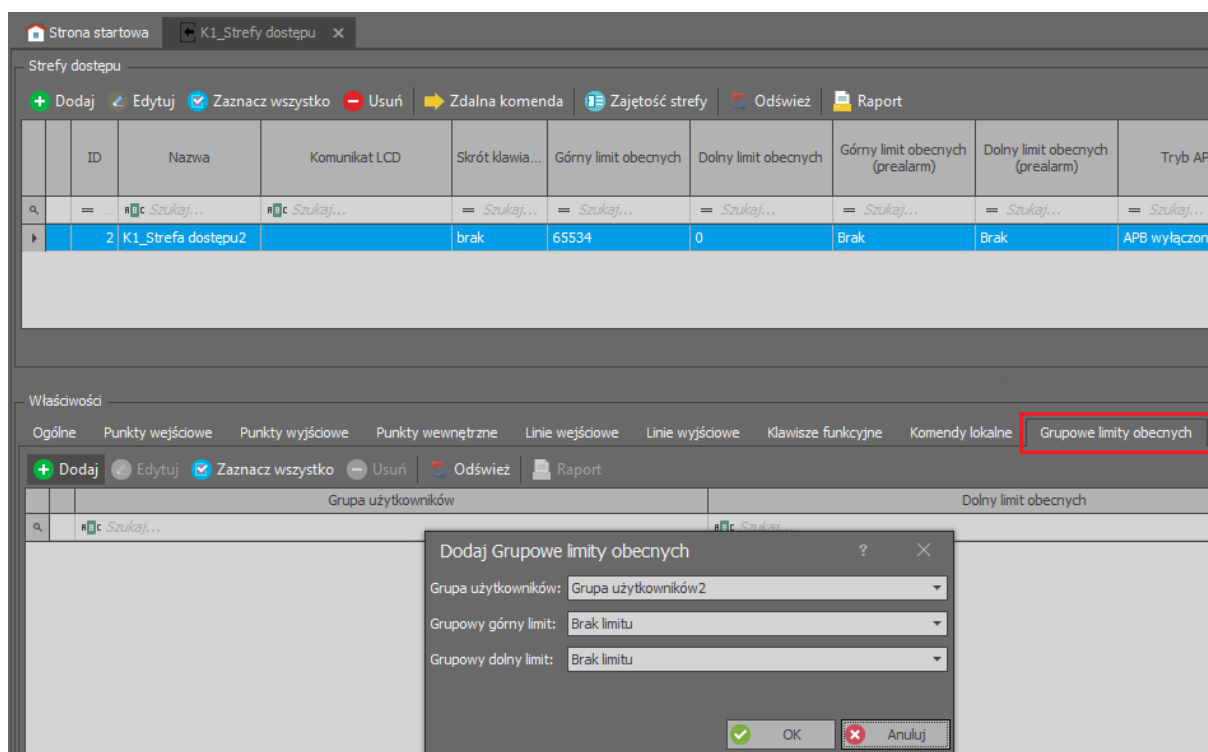 Strona startowa K1_Strefy dostępu
Strefy dostępu
Dodaj Edytuj Zaznacz wszystko Usuń Zdalna komenda Zajętość strefy Odśwież Raport
ID Nazwa Komunikat LCD Skrót klawia... Górny limit obecnych Dolny limit obecnych Górny limit obecnych (prealarm) Dolny limit obecnych (prealarm) Tryb AP
= ... ABC Szukaj... ABC Szukaj... = Szukaj... = Szukaj... = Szukaj... = Szukaj... = Szukaj... = Szukaj...
2 K1_Strefa dostępu2 brak 65534 0 Brak Brak APB wyłączon
Właściwości
Ogólne Punkty wejściowe Punkty wyjściowe Punkty wewnętrzne Linie wejściowe Linie wyjściowe Klawisze funkcyjne Komendy lokalne Grupowe limity obecnych
Dodaj Edytuj Zaznacz wszystko Usuń Odśwież Raport
Grupa użytkowników Dolny limit obecnych
ABC Szukaj... ABC Szukaj...
Dodaj Grupowe limity obecnych ?
Grupa użytkowników: Grupa użytkowników2
Grupowy górny limit: Brak limitu
Grupowy dolny limit: Brak limitu
OK Anuluj